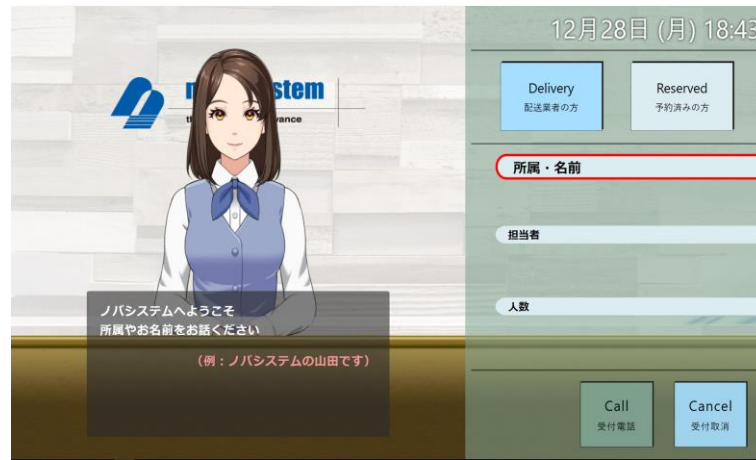 12月28日 (月) 18:43
Delivery
配送業者の方
Reserved
予約済みの方
所属・名前
担当者
人数
ノバシステムへようこそ
所属やお名前をお話ください
(例：ノバシステムの山田です)
Call
受付電話
Cancel
受付取消